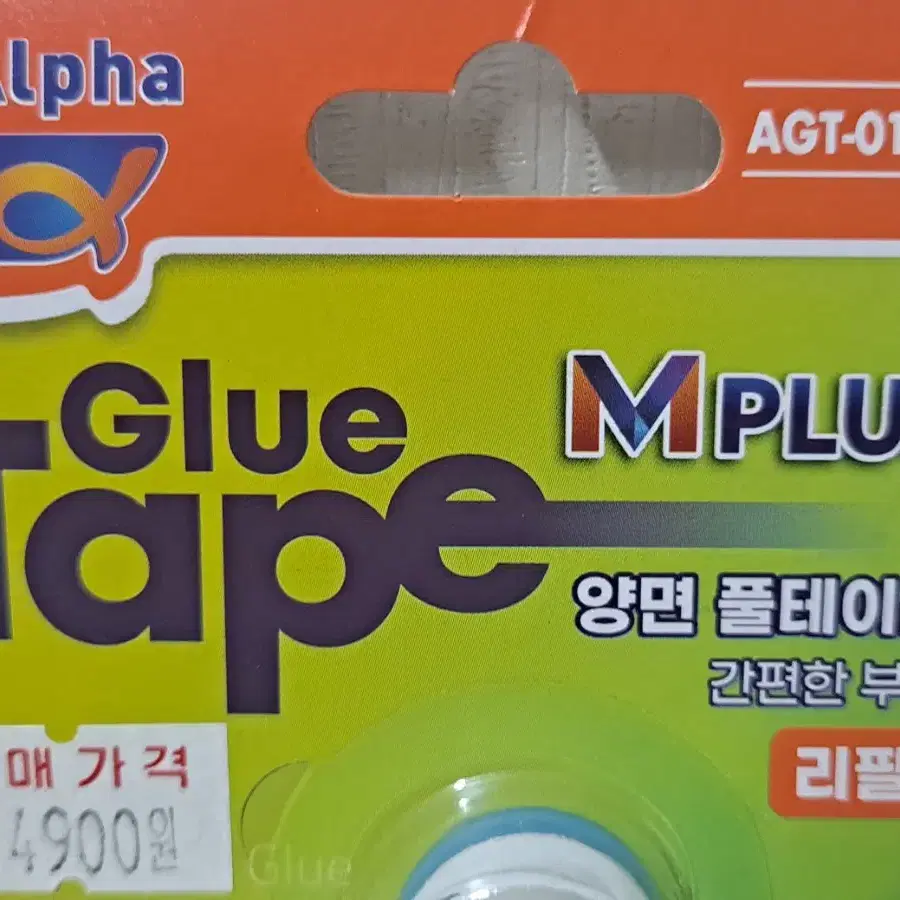 Alpha
AGT-01
Glue
Tape
M PLU
양면 풀테이
간편한 부
리필
매가격
4900원
Glue